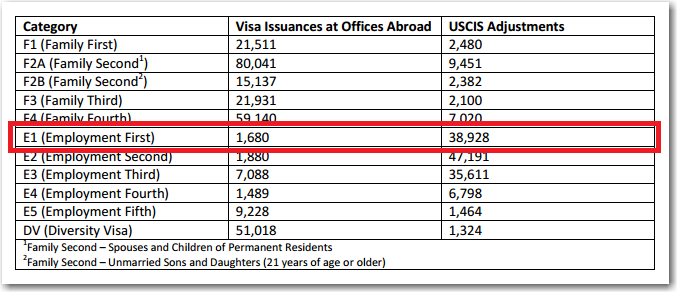 Category Visa Issuances at Offices Abroad USCIS Adjustments
F1 (Family First) 21,511 2,480
F2A (Family Second1) 80,041 9,451
F2B (Family Second2) 15,137 2,382
F3 (Family Third) 21,931 2,100
F4 (Family Fourth) 59,140 7,020
E1 (Employment First) 1,680 38,928
E2 (Employment Second) 1,880 47,191
E3 (Employment Third) 7,088 35,611
E4 (Employment Fourth) 1,489 6,798
E5 (Employment Fifth) 9,228 1,464
DV (Diversity Visa) 51,018 1,324
1Family Second – Spouses and Children of Permanent Residents
2Family Second – Unmarried Sons and Daughters (21 years of age or older)